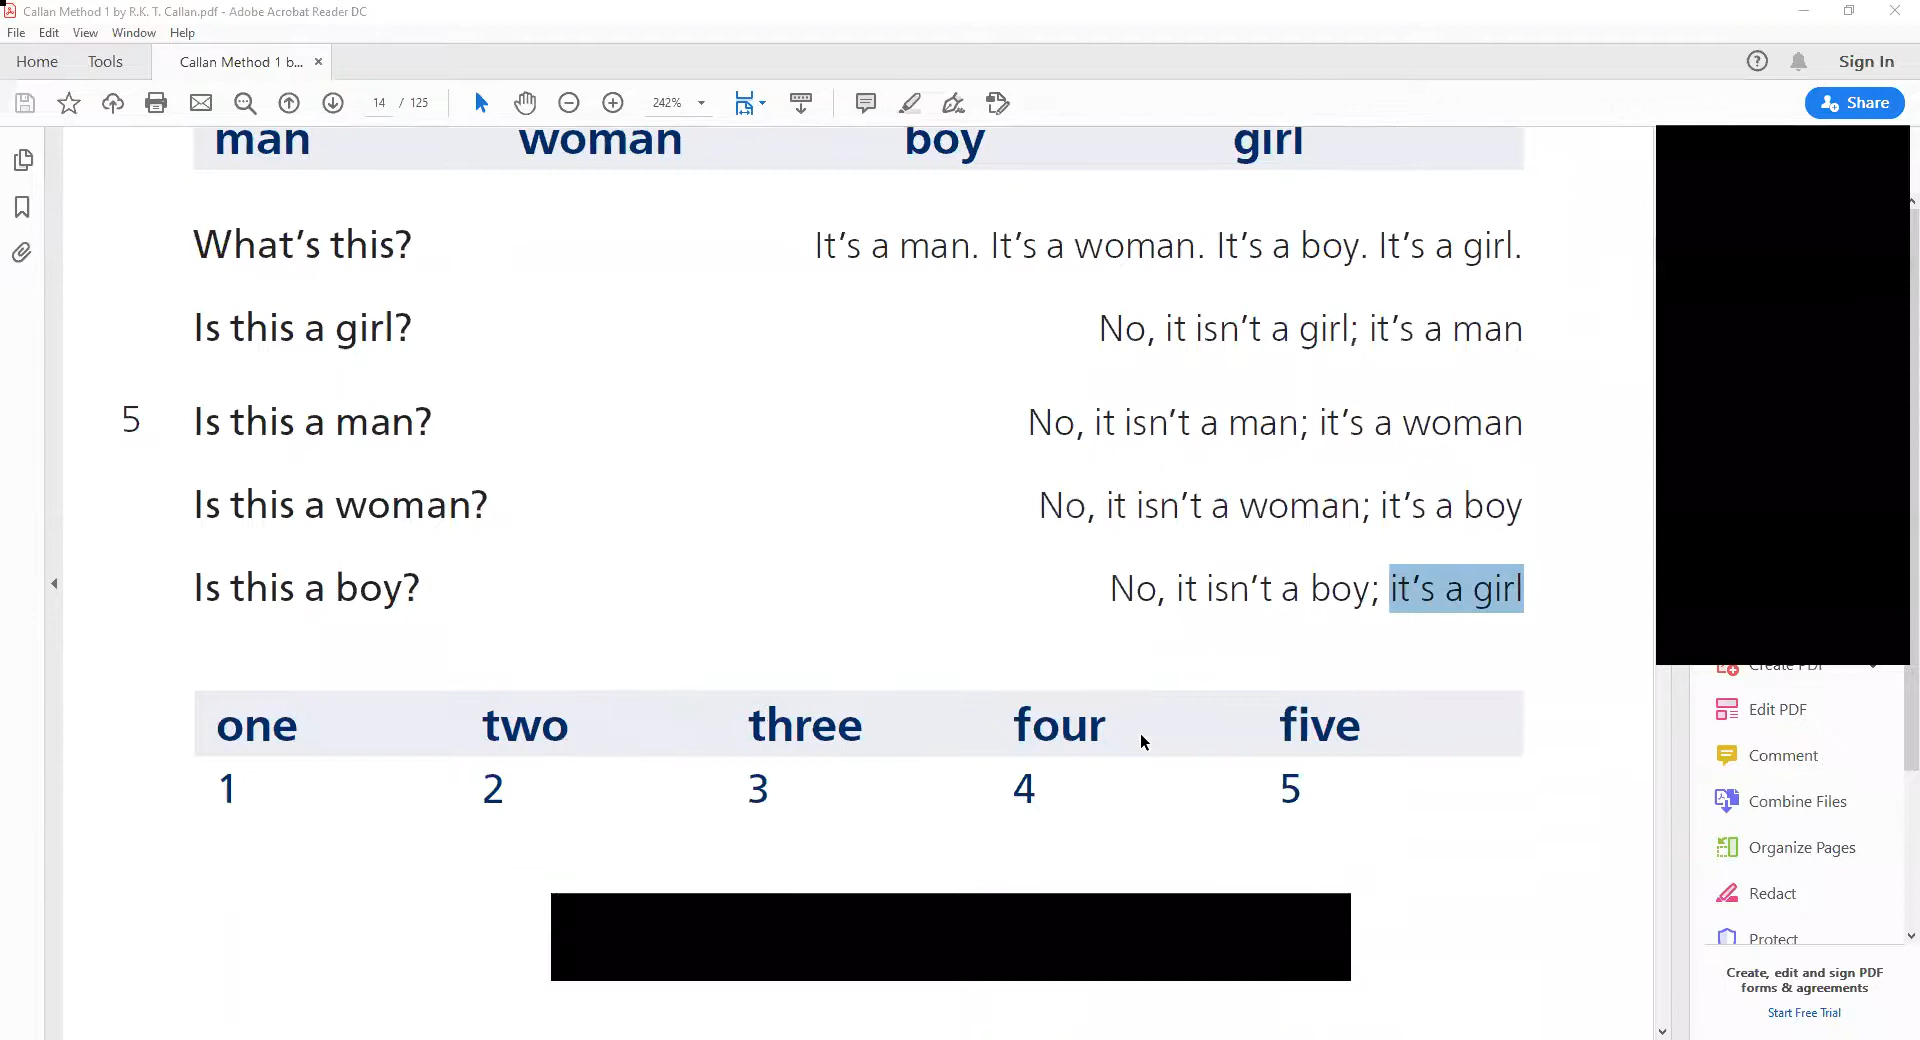 Callan Method 1 by R.K. T. Callan.pdf - Adobe Acrobat Reader DC
File Edit View Window Help
Home Tools Callan Method 1 b... × Sign In
14 / 125 242% Share
man woman boy girl
What’s this? It’s a man. It’s a woman. It’s a boy. It’s a girl.
Is this a girl? No, it isn’t a girl; it’s a man
5 Is this a man? No, it isn’t a man; it’s a woman
Is this a woman? No, it isn’t a woman; it’s a boy
Is this a boy? No, it isn’t a boy; it’s a girl
one two three four five
1 2 3 4 5
Create PDF
Edit PDF
Comment
Combine Files
Organize Pages
Redact
Protect
Create, edit and sign PDF
forms & agreements
Start Free Trial